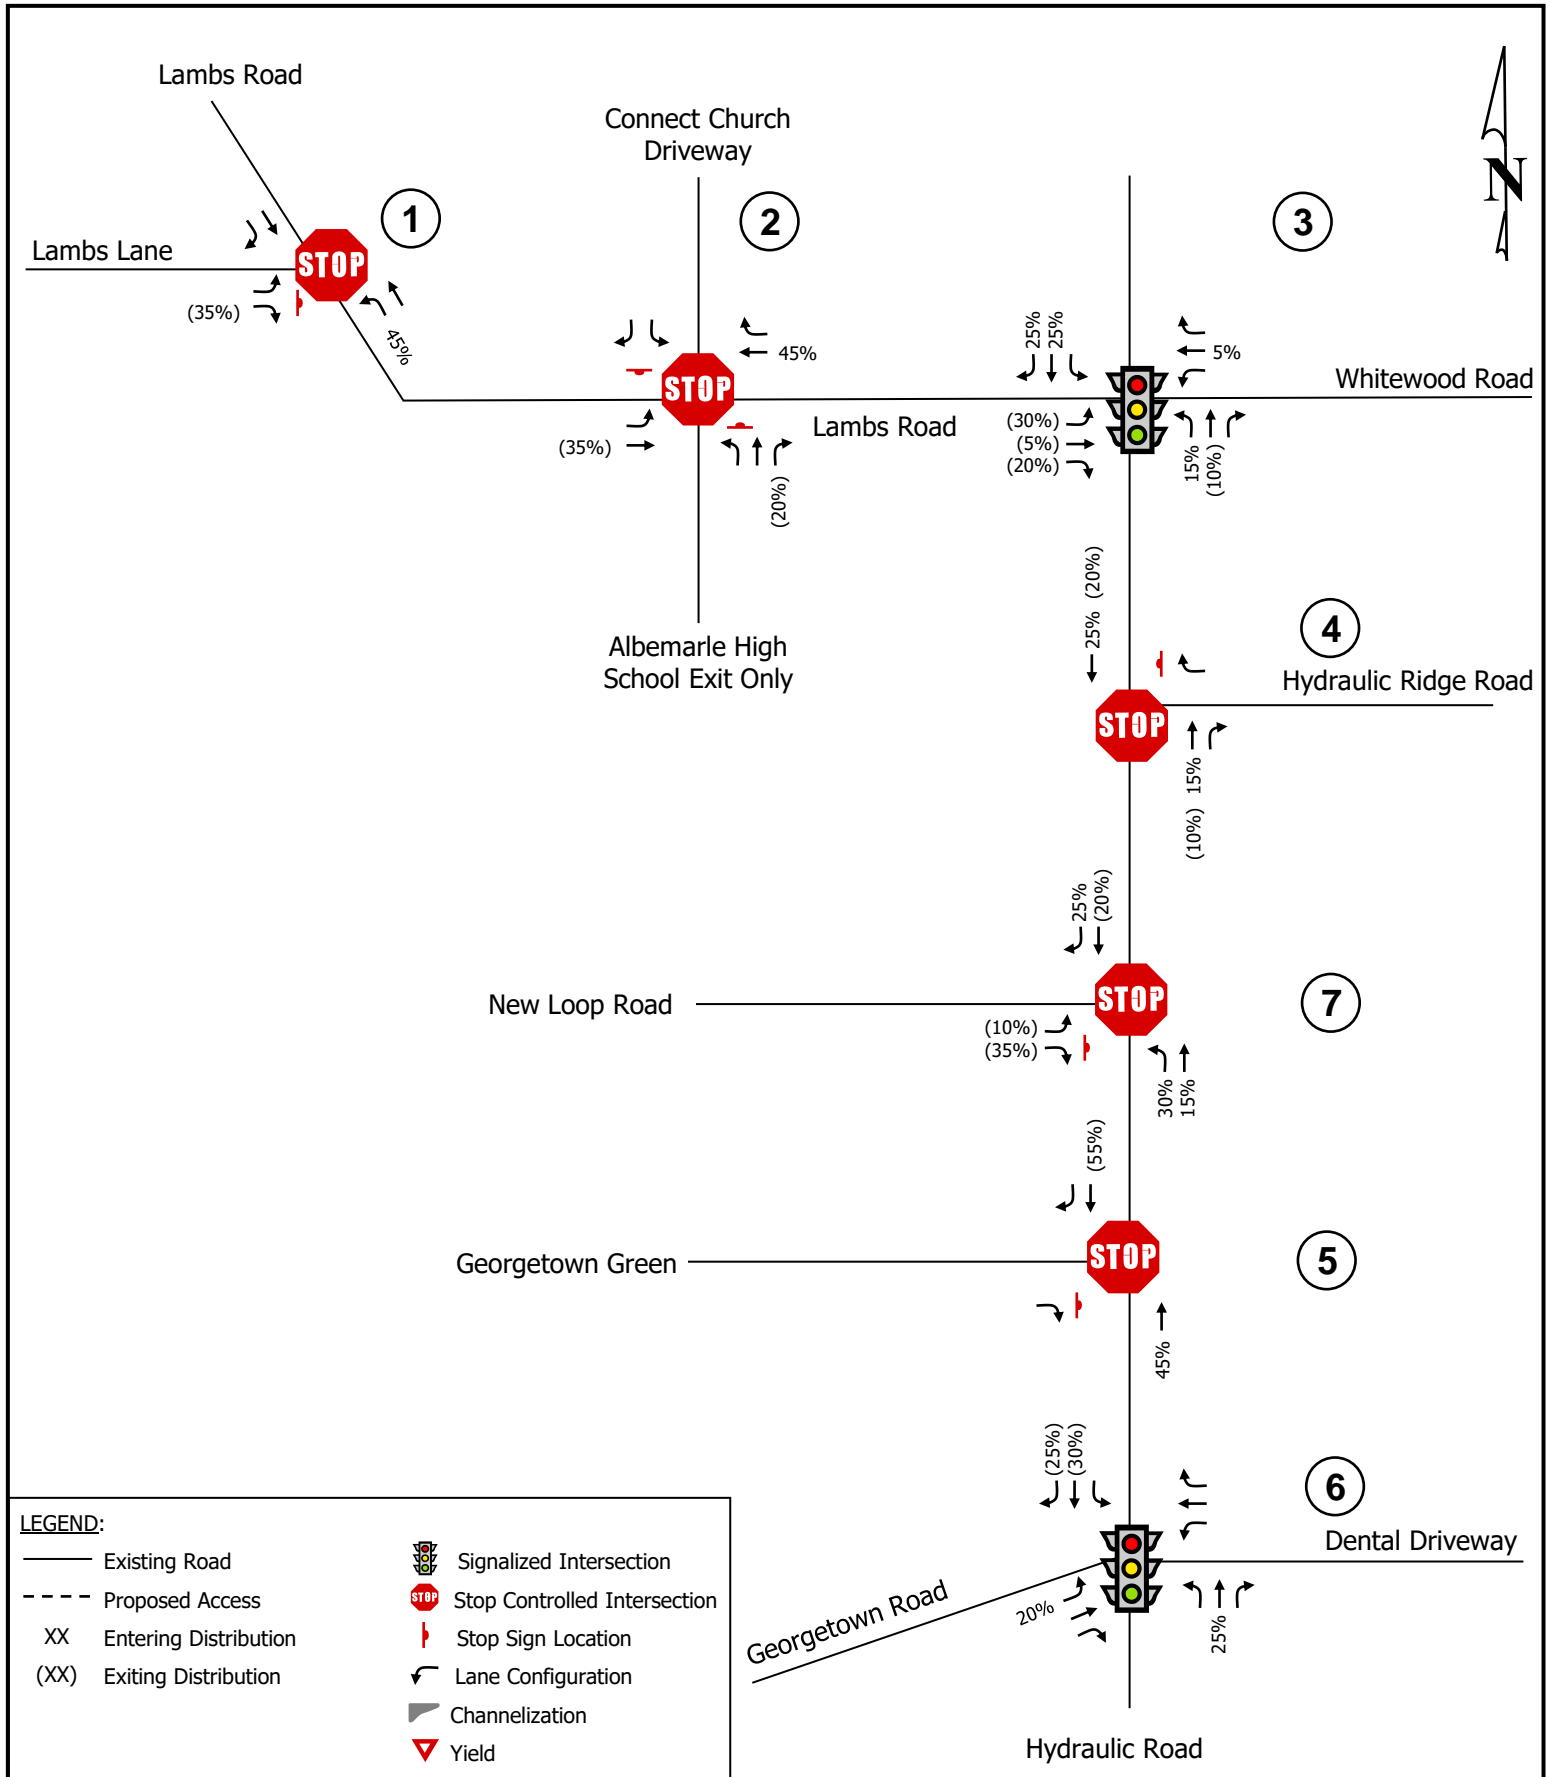 Lambs Road
Connect Church
Driveway
1
2
3
N
Lambs Lane
STOP
(35%)
45%
25%
25%
45%
5%
STOP
Whitewood Road
(35%)
Lambs Road
(30%)
(5%)
(20%)
15%
(10%)
(20%)
25% (20%)
4
Albemarle High
School Exit Only
Hydraulic Ridge Road
STOP
(10%) 15%
25%
(20%)
New Loop Road
STOP
7
(10%)
(35%)
30%
15%
(55%)
Georgetown Green
STOP
5
45%
(25%)
(30%)
6
Dental Driveway
Georgetown Road
20%
25%
Hydraulic Road
LEGEND:
Existing Road
Proposed Access
XX Entering Distribution
(XX) Exiting Distribution
Signalized Intersection
STOP Stop Controlled Intersection
Stop Sign Location
Lane Configuration
Channelization
Yield